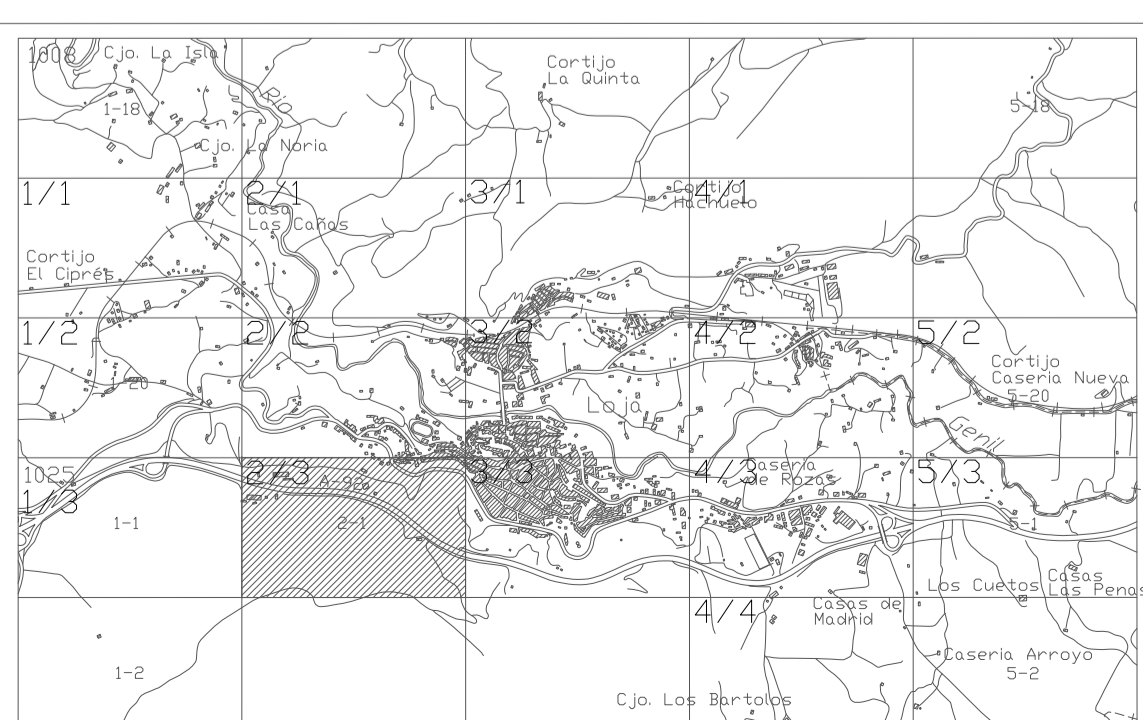 1008
Cjo. La Isla
Cortijo
La Quinta
Río
1-18
5-18
Cjo. La Noria
1/1
2/1
3/1
4/1
Cortijo
Hachuelo
Casa
Las Cañas
Cortijo
El Ciprés
1/2
2/2
3/2
4/2
5/2
Cortijo
Caseria Nueva
5-20
Loja
Genil
1025
1/3
2/3
A-92
3/3
4/2
Caseria
de Rozas
5/3
1-1
2-1
5-1
Los Cuetos
Casas
Las Penas
4/4
Casas de
Madrid
Caseria Arroyo
5-2
1-2
Cjo. Los Bartolos